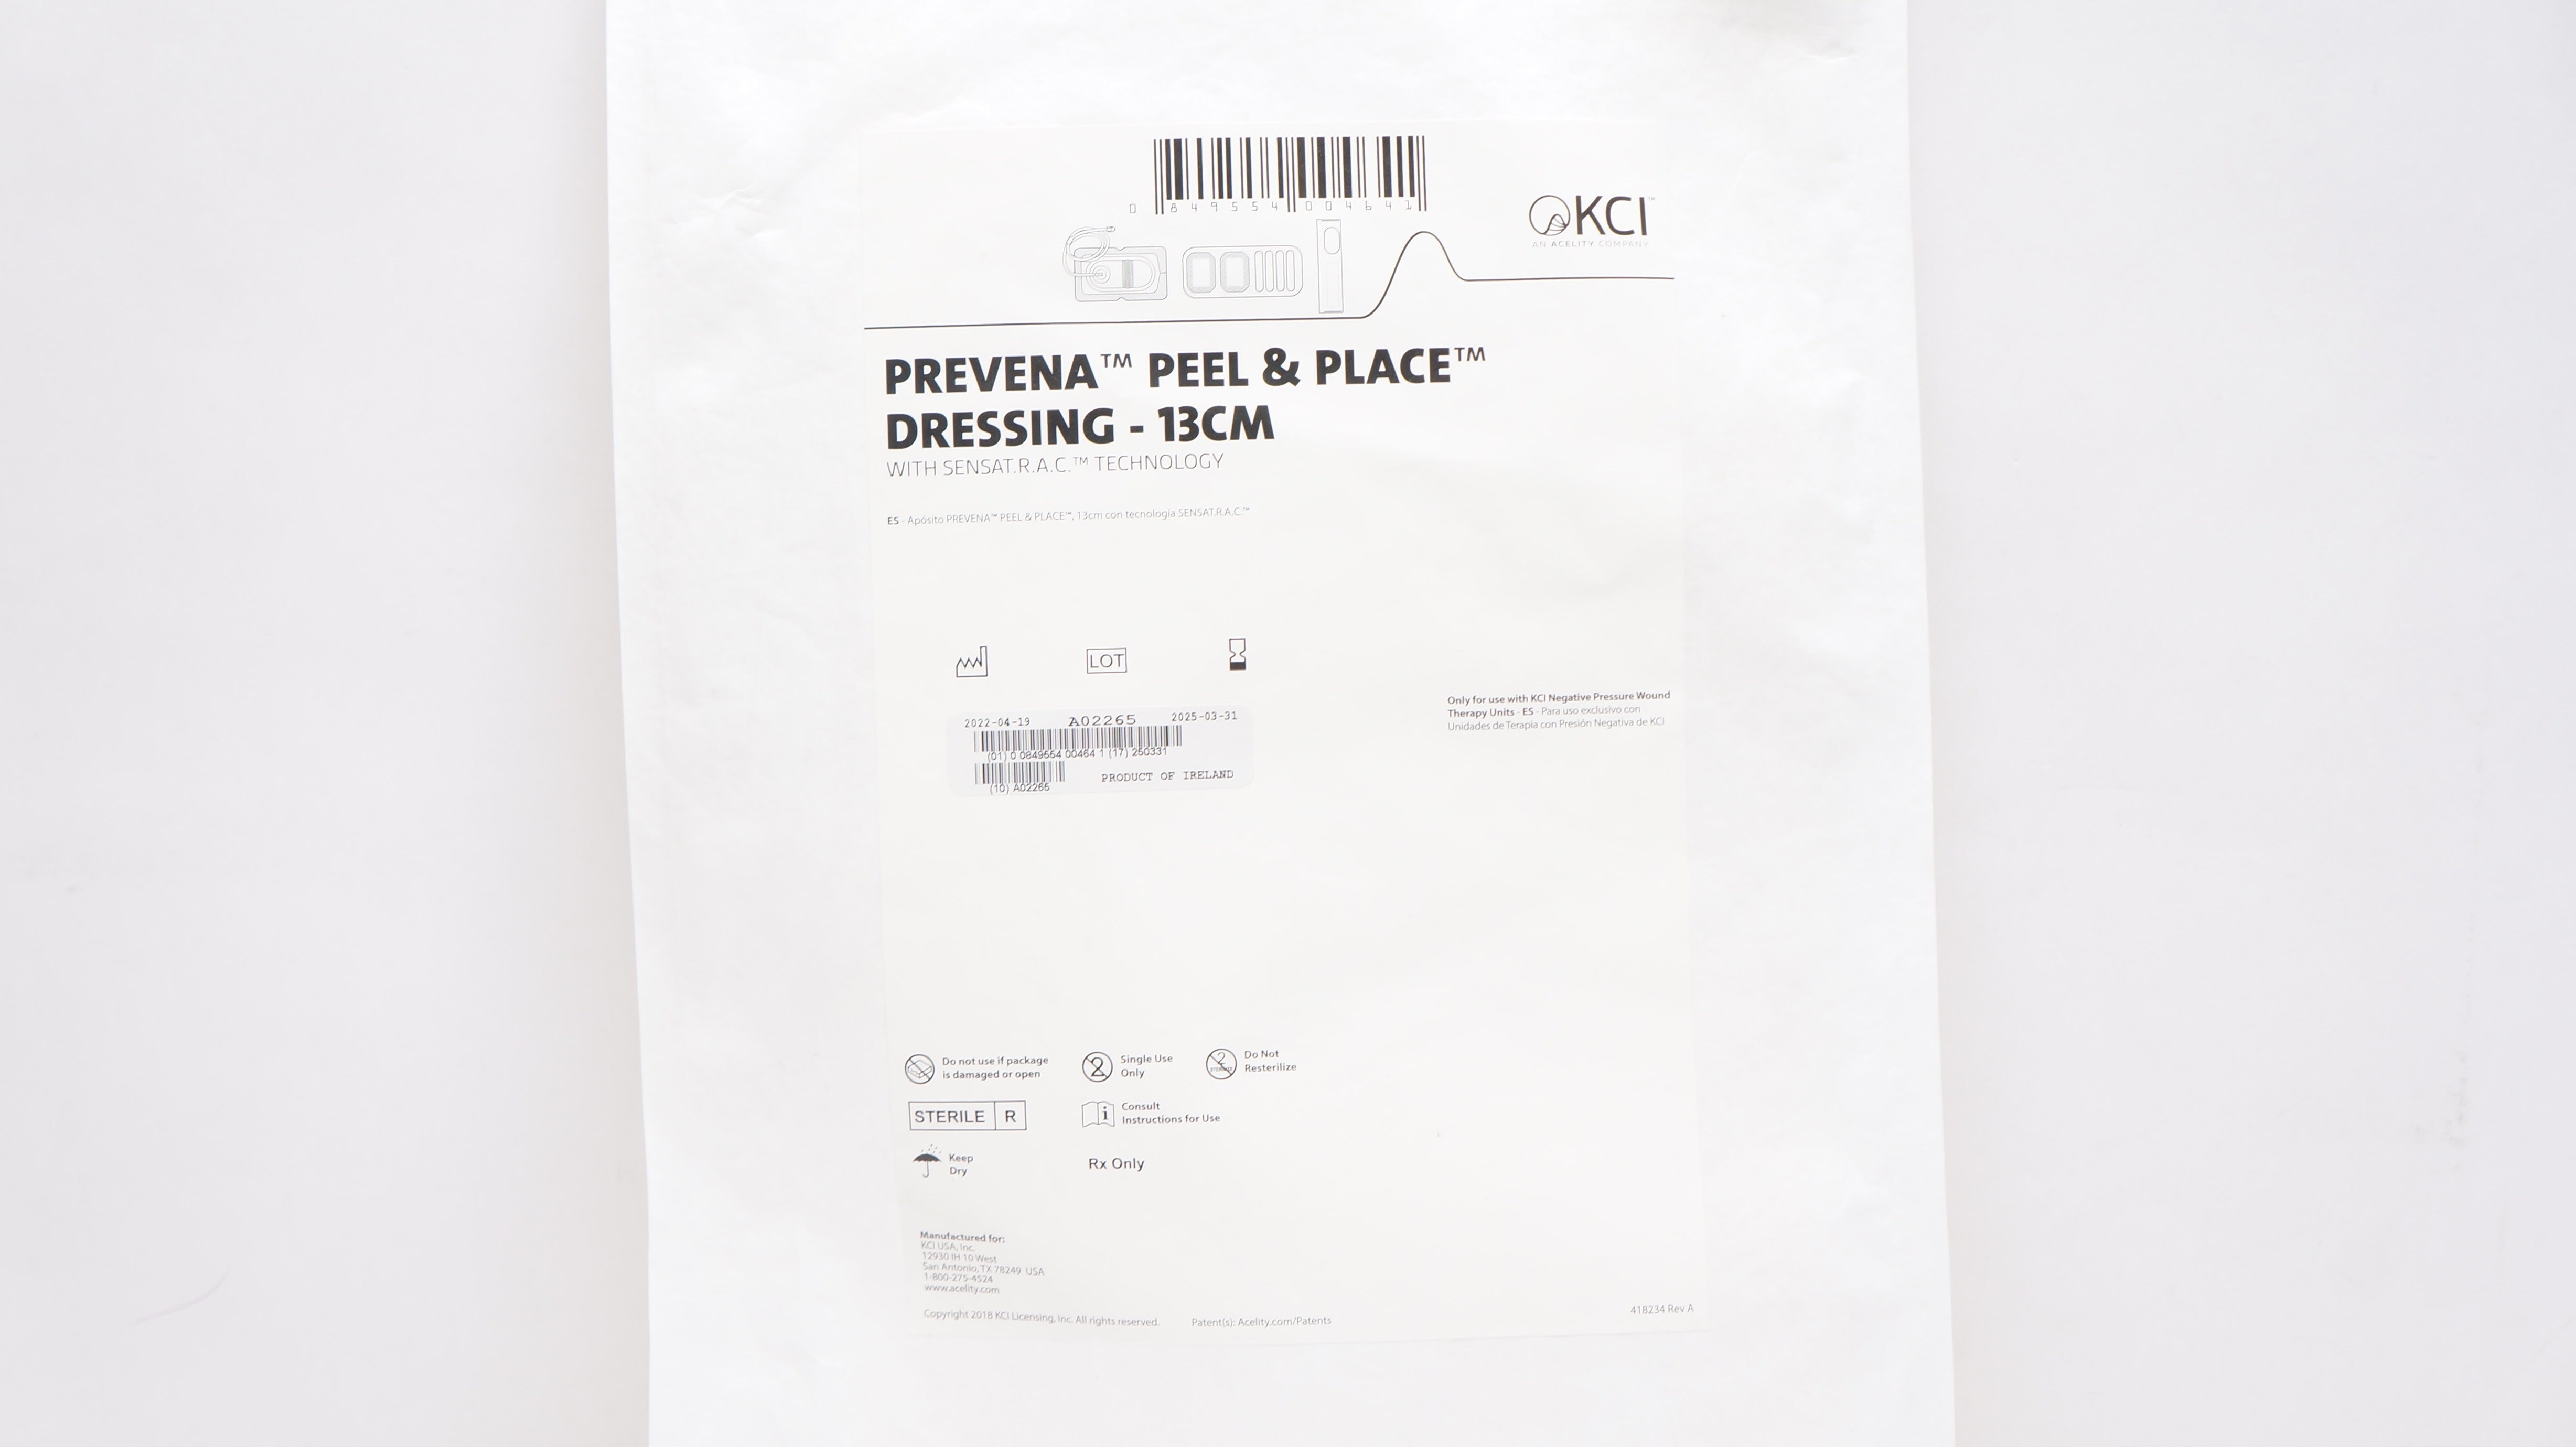 0 849554 004641
KCI™
AN ACELITY COMPANY
PREVENA™ PEEL & PLACE™
DRESSING - 13CM
WITH SENSAT.R.A.C.™ TECHNOLOGY
ES - Apósito PREVENA™ PEEL & PLACE™, 13cm con tecnología SENSAT.R.A.C.™
LOT
2022-04-19 A02265 2025-03-31
(01) 0 0849554 00464 1 (17) 250331
PRODUCT OF IRELAND
(10) A02265
Only for use with KCI Negative Pressure Wound
Therapy Units - ES - Para uso exclusivo con
Unidades de Terapia con Presión Negativa de KCI
Do not use if package
is damaged or open
2
Single Use
Only
2
Do Not
Resterilize
STERILE R
i
Consult
Instructions for Use
Keep
Dry
Rx Only
Manufactured for:
KCI USA, Inc.
12930 IH 10 West
San Antonio, TX 78249 USA
1-800-275-4524
www.acelity.com
Copyright 2018 KCI Licensing, Inc. All rights reserved. Patent(s): Acelity.com/Patents
418234 Rev A